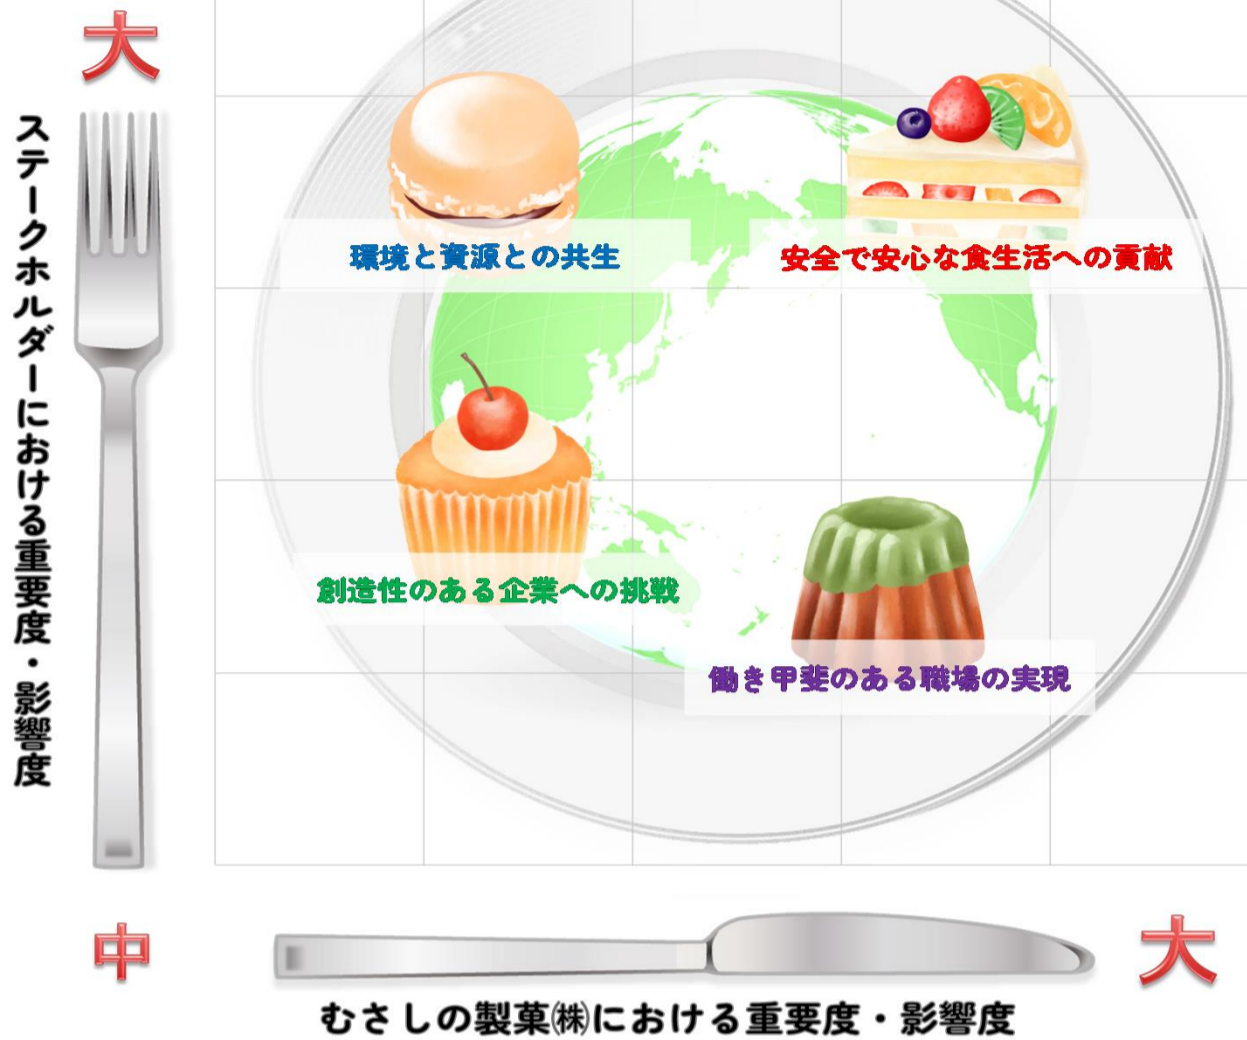 大
ステークホルダーにおける重要度・影響度
環境と資源との共生
安全で安心な食生活への貢献
創造性のある企業への挑戦
働き甲斐のある職場の実現
中
大
むさしの製菓㈱における重要度・影響度